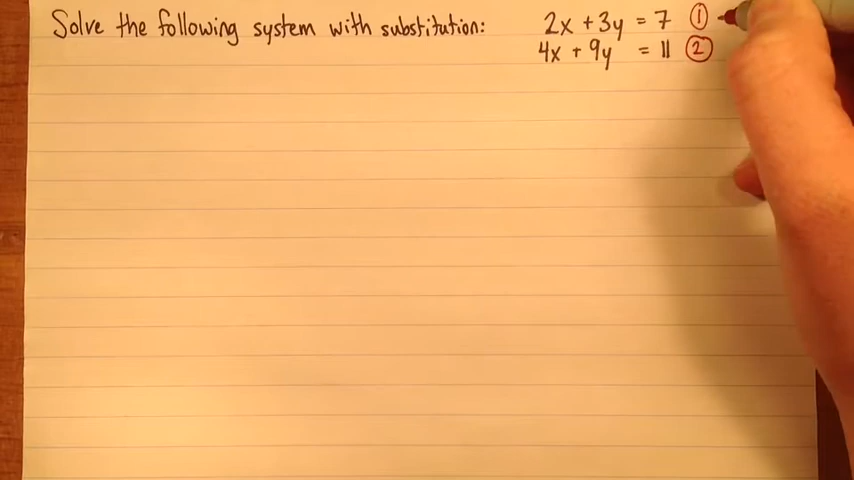 Solve the following system with substitution: 2x + 3y = 7 ①
4x + 9y = 11 ②